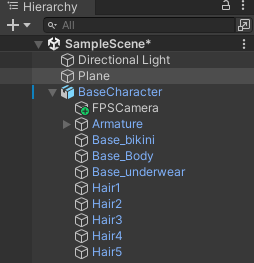 Hierarchy
All
SampleScene*
Directional Light
Plane
BaseCharacter
FPSCamera
Armature
Base_bikini
Base_Body
Base_underwear
Hair1
Hair2
Hair3
Hair4
Hair5